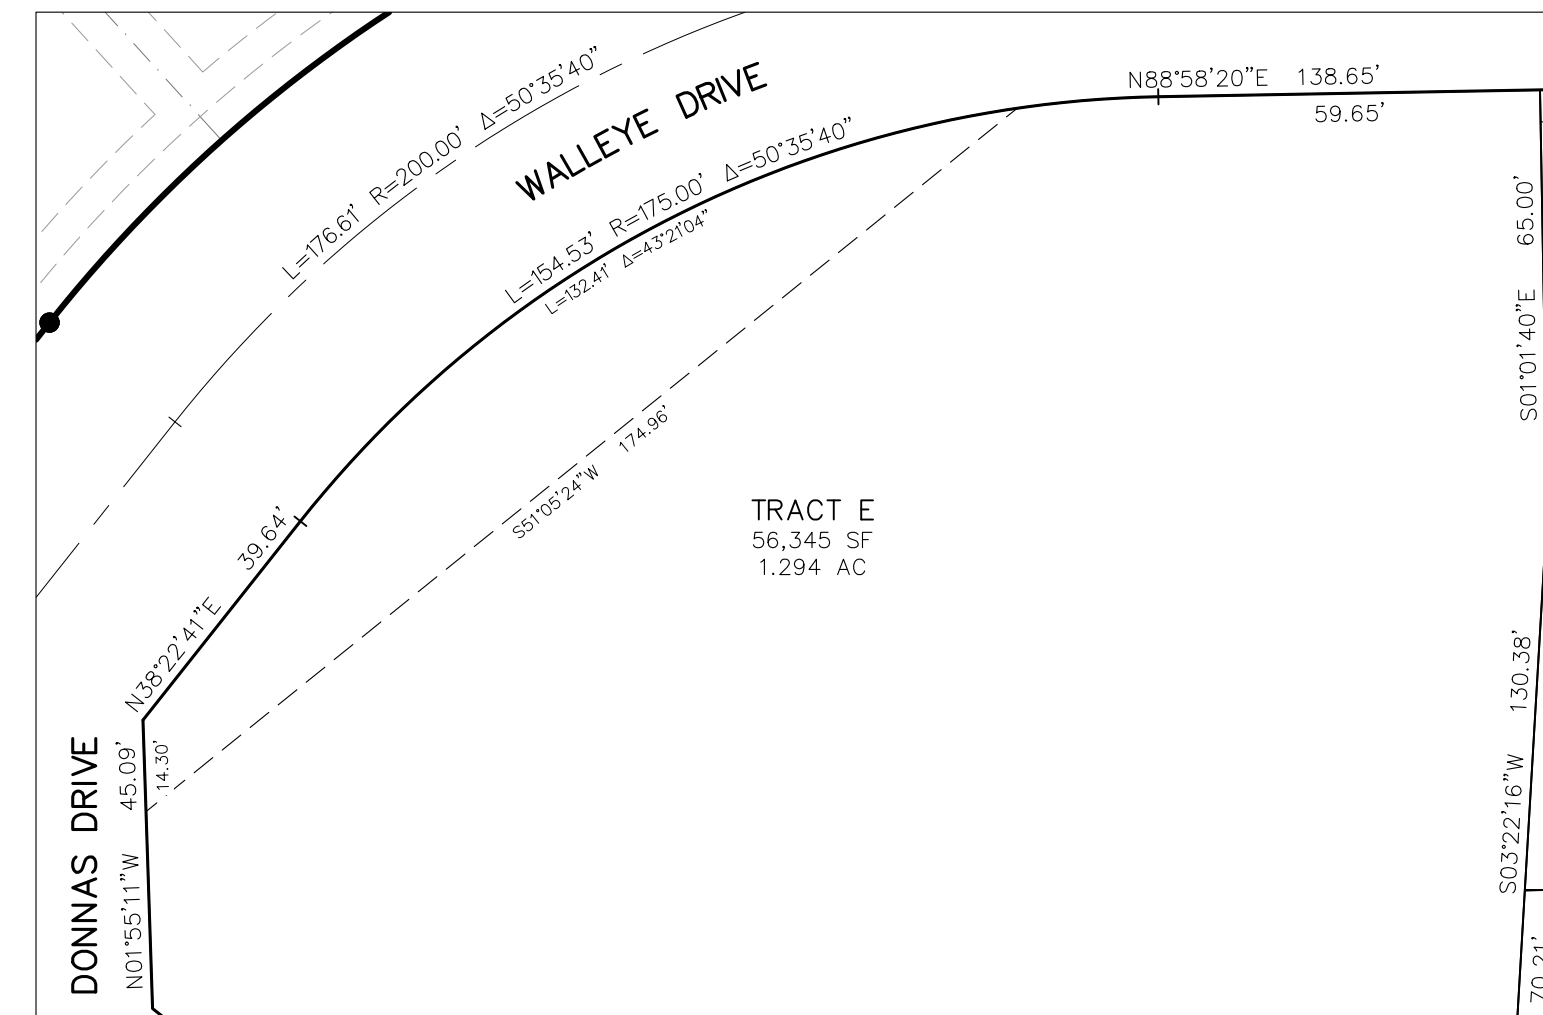 N88°58'20"E 138.65'
59.65'
L=176.61' R=200.00' Δ=50°35'40"
WALLEYE DRIVE
L=154.53' R=175.00' Δ=50°35'40"
L=132.41' Δ=43°21'04"
65.00'
S01°01'40"E
S51°05'24"W 174.96'
TRACT E
56,345 SF
1.294 AC
N38°22'41"E 39.64'
45.09'
14.30'
N01°55'11"W
DONNAS DRIVE
130.38'
S03°22'16"W
70.21'